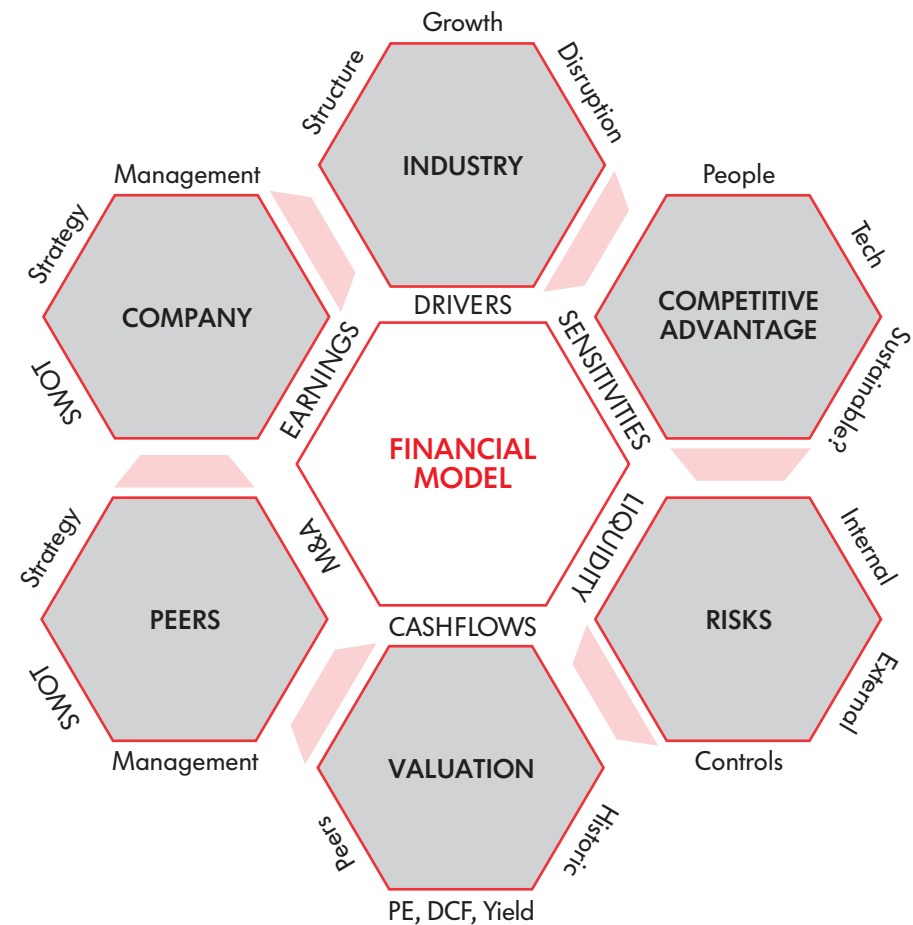 Growth
Structure
Disruption
INDUSTRY
Management
Strategy
SWOT
COMPANY
People
Tech
Sustainable?
COMPETITIVE
ADVANTAGE
DRIVERS
EARNINGS
SENSITIVITIES
FINANCIAL
MODEL
M&A
LIQUIDITY
CASHFLOWS
Strategy
SWOT
Management
PEERS
Internal
External
Controls
RISKS
VALUATION
Peers
Historic
PE, DCF, Yield